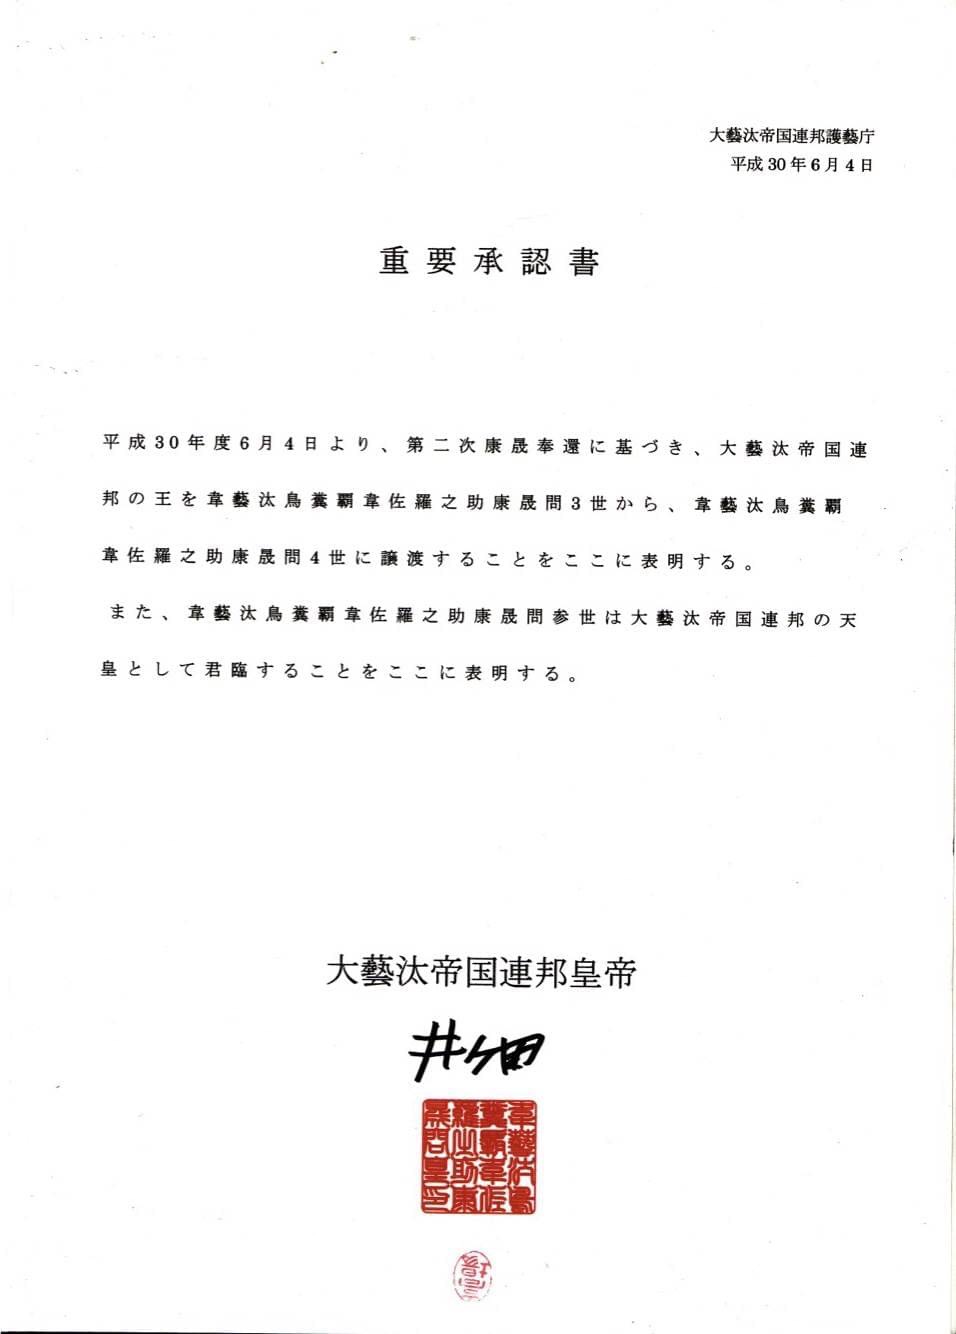 大藝汰帝国連邦護藝庁
平成30年6月4日
重要承認書
平成30年度6月4日より、第二次康晟奉還に基づき、大藝汰帝国連
邦の王を韋藝汰鳥糞覇韋佐羅之助康晟問3世から、韋藝汰鳥糞覇
韋佐羅之助康晟問4世に譲渡することをここに表明する。
また、韋藝汰鳥糞覇韋佐羅之助康晟問参世は大藝汰帝国連邦の天
皇として君臨することをここに表明する。
大藝汰帝国連邦皇帝
韋藝汰鳥
糞覇韋佐
羅之助康
晟問皇印